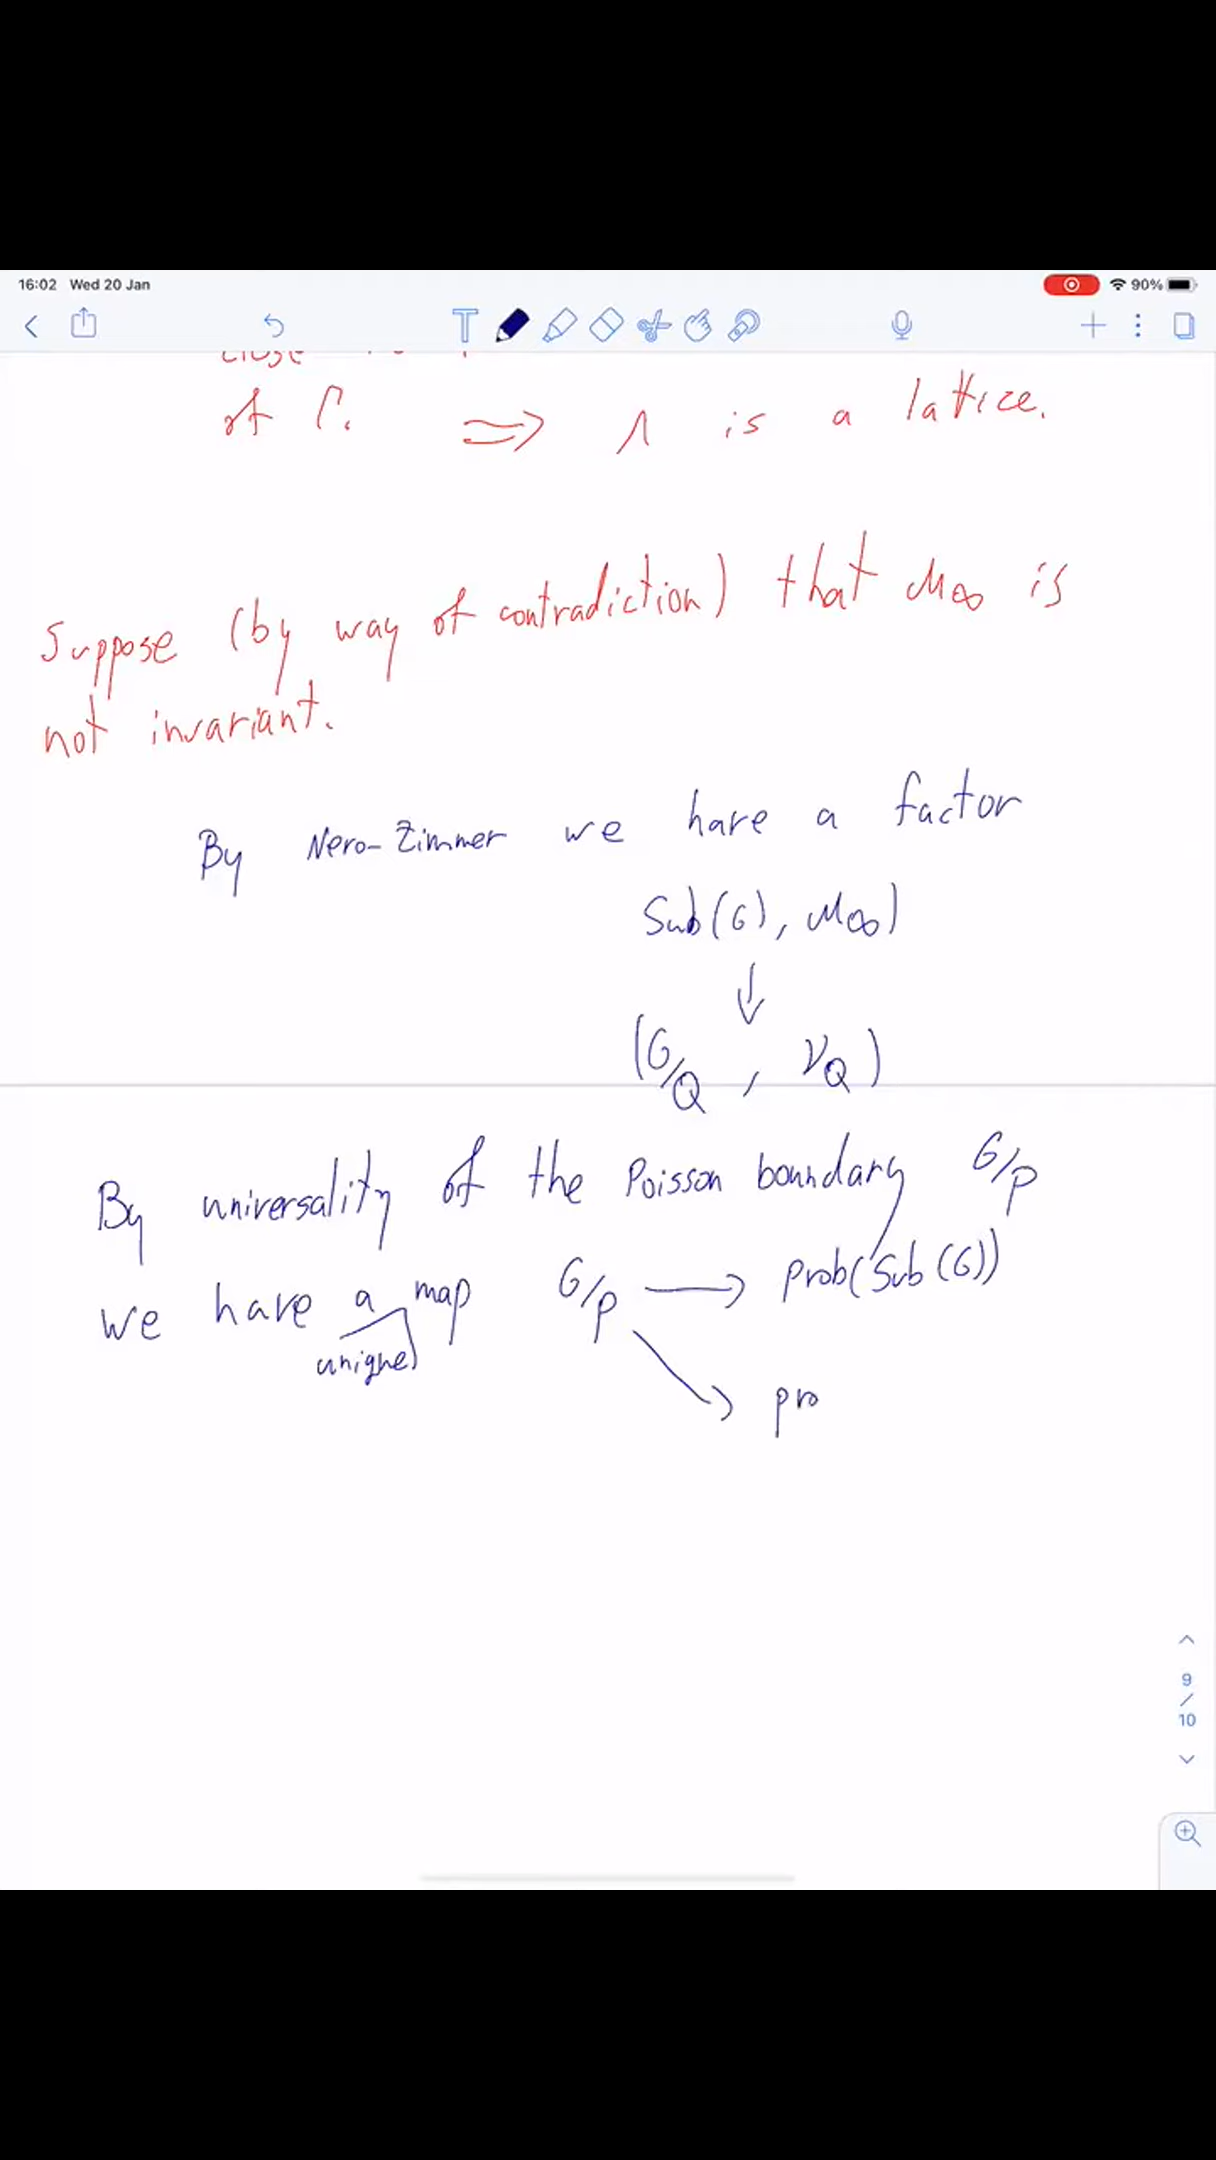 16:02 Wed 20 Jan 90%
of Γ. ⇒ Λ is a lattice.
Suppose (by way of contradiction) that μ∞ is
not invariant.
By Nevo-Zimmer we have a factor
Sub(G), μ∞)
↓
(G/Q, νQ)
By universality of the Poisson boundary G/P
we have a map G/P → prob(Sub(G))
unique
↘ pro
9
/
10